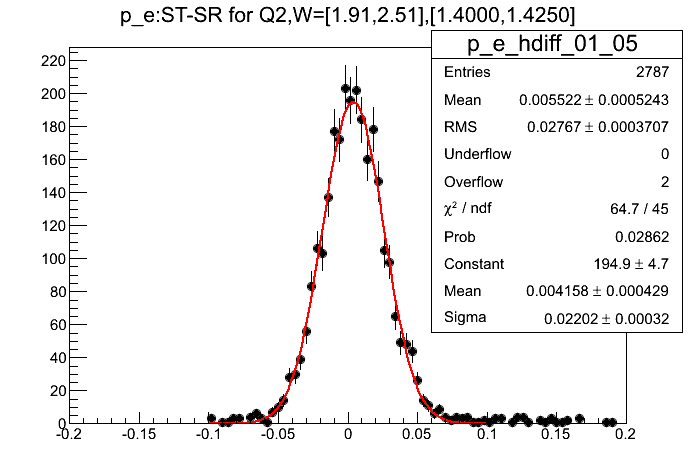 p_e:ST-SR for Q2,W=[1.91,2.51],[1.4000,1.4250]
p_e_hdiff_01_05
Entries 2787
Mean 0.005522 ± 0.0005243
RMS 0.02767 ± 0.0003707
Underflow 0
Overflow 2
χ² / ndf 64.7 / 45
Prob 0.02862
Constant 194.9 ± 4.7
Mean 0.004158 ± 0.000429
Sigma 0.02202 ± 0.00032
220
200
180
160
140
120
100
80
60
40
20
0
-0.2 -0.15 -0.1 -0.05 0 0.05 0.1 0.15 0.2